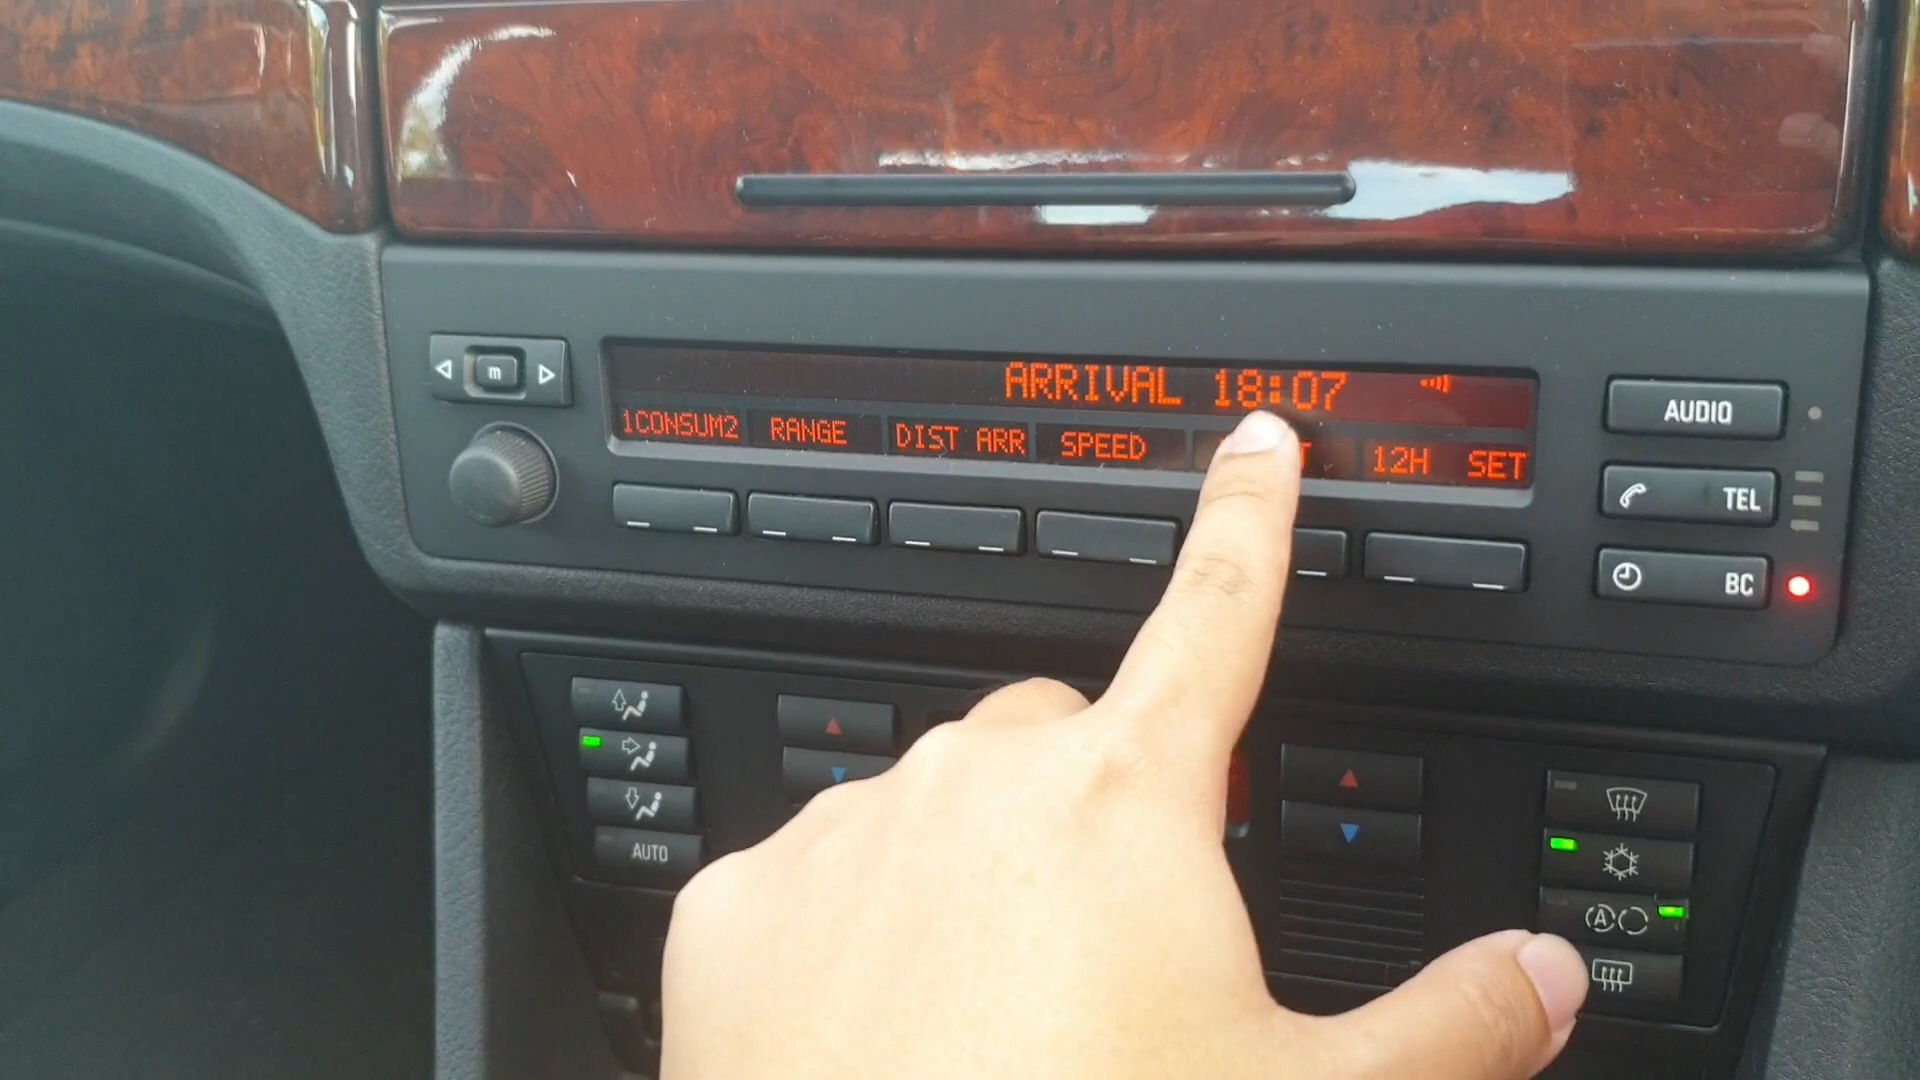 ARRIVAL 18:07
1CONSUM2 RANGE DIST ARR SPEED 12H SET
m
AUDIO
TEL
BC
AUTO
A